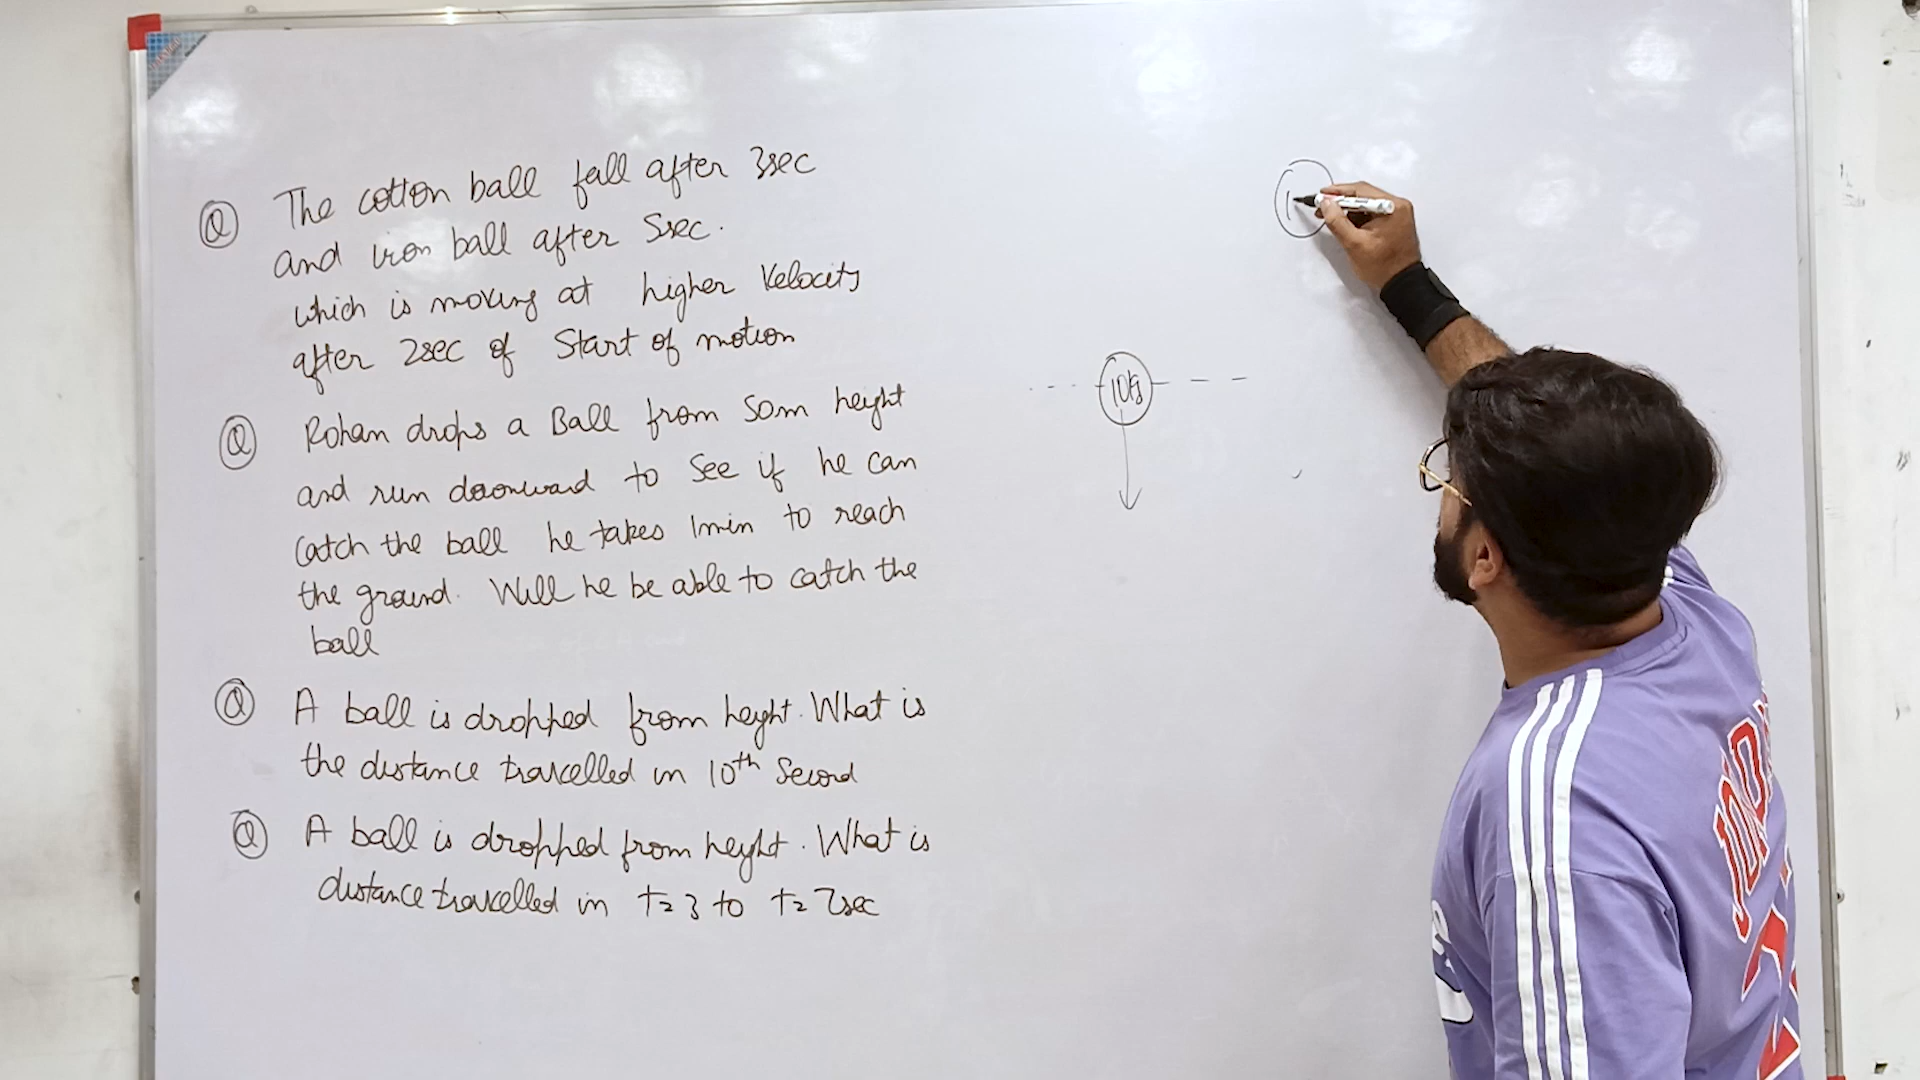 Q The cotton ball fall after 3sec
and iron ball after 5sec.
which is moving at higher velocity
after 2sec of start of motion
Q Rohan drops a Ball from 50m height
and run downward to see if he can
catch the ball he takes 1min to reach
the ground. Will he be able to catch the
ball
Q A ball is dropped from height. What is
the distance travelled in 10th Second
Q A ball is dropped from height. What is
distance travelled in t=3 to t=7sec
10kg
1